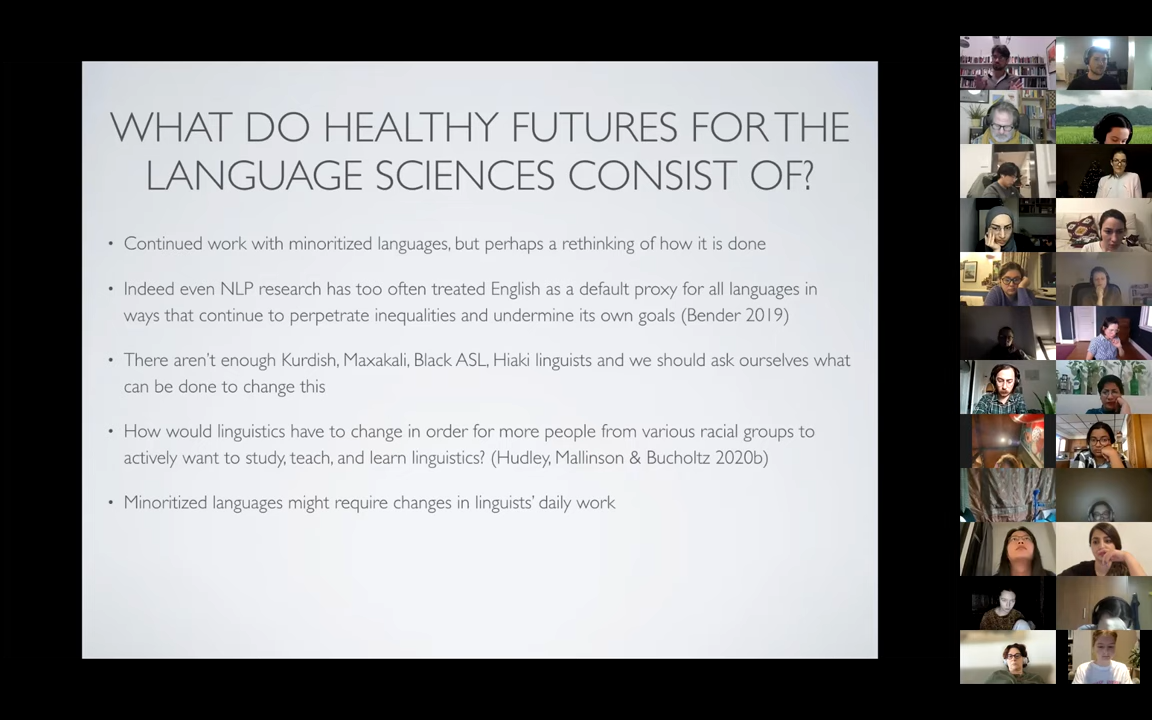 WHAT DO HEALTHY FUTURES FOR THE
LANGUAGE SCIENCES CONSIST OF?
• Continued work with minoritized languages, but perhaps a rethinking of how it is done
• Indeed even NLP research has too often treated English as a default proxy for all languages in
ways that continue to perpetrate inequalities and undermine its own goals (Bender 2019)
• There aren't enough Kurdish, Maxakali, Black ASL, Hiaki linguists and we should ask ourselves what
can be done to change this
• How would linguistics have to change in order for more people from various racial groups to
actively want to study, teach, and learn linguistics? (Hudley, Mallinson & Bucholtz 2020b)
• Minoritized languages might require changes in linguists' daily work